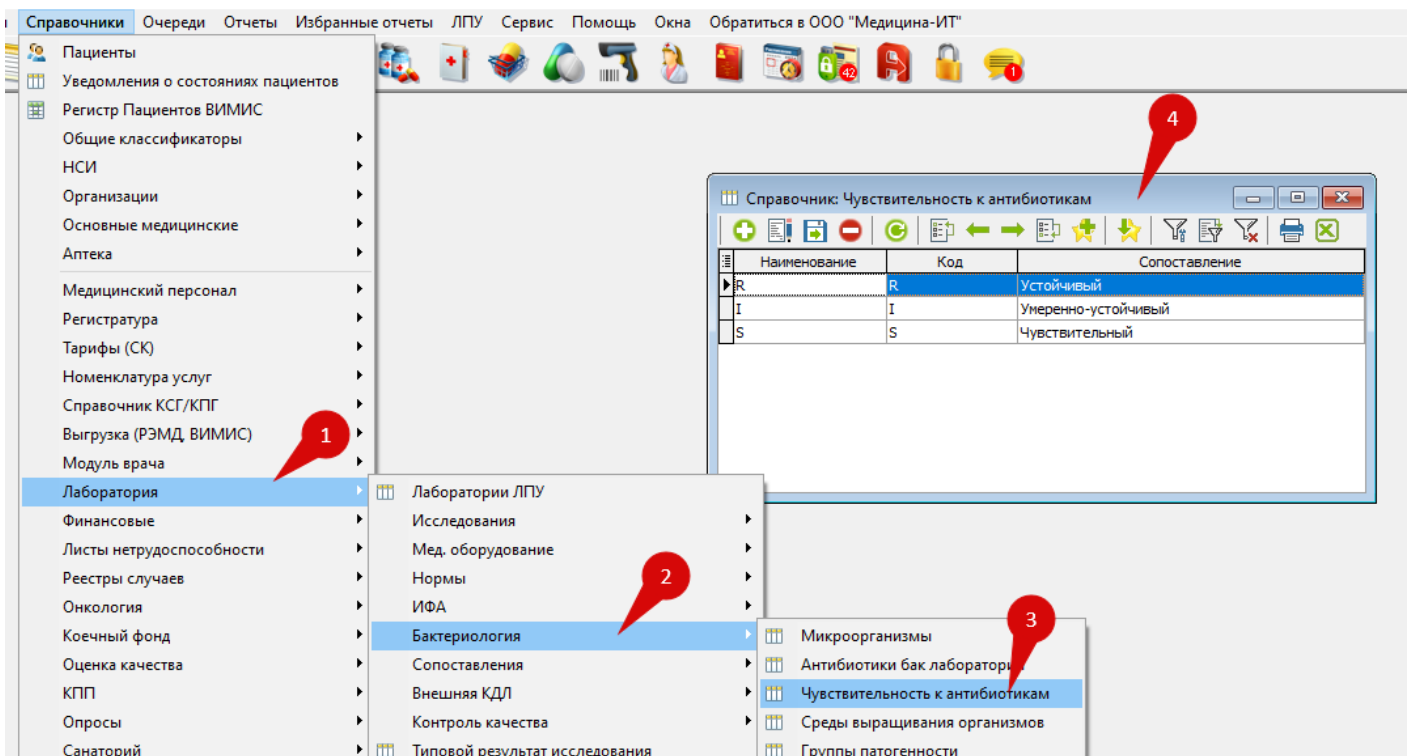 Справочники Очереди Отчеты Избранные отчеты ЛПУ Сервис Помощь Окна Обратиться в ООО "Медицина-ИТ"
42
1
Пациенты
Уведомления о состояниях пациентов
Регистр Пациентов ВИМИС
Общие классификаторы
НСИ
Организации
Основные медицинские
Аптека
Медицинский персонал
Регистратура
Тарифы (СК)
Номенклатура услуг
Справочник КСГ/КПГ
Выгрузка (РЭМД, ВИМИС)
Модуль врача
Лаборатория
Финансовые
Листы нетрудоспособности
Реестры случаев
Онкология
Коечный фонд
Оценка качества
КПП
Опросы
Санаторий
1
Лаборатории ЛПУ
Исследования
Мед. оборудование
Нормы
ИФА
Бактериология
Сопоставления
Внешняя КДЛ
Контроль качества
Типовой результат исследования
2
Микроорганизмы
Антибиотики бак лаборатории
Чувствительность к антибиотикам
Среды выращивания организмов
Группы патогенности
3
4
Справочник: Чувствительность к антибиотикам
Наименование Код Сопоставление
R R Устойчивый
I I Умеренно-устойчивый
S S Чувствительный